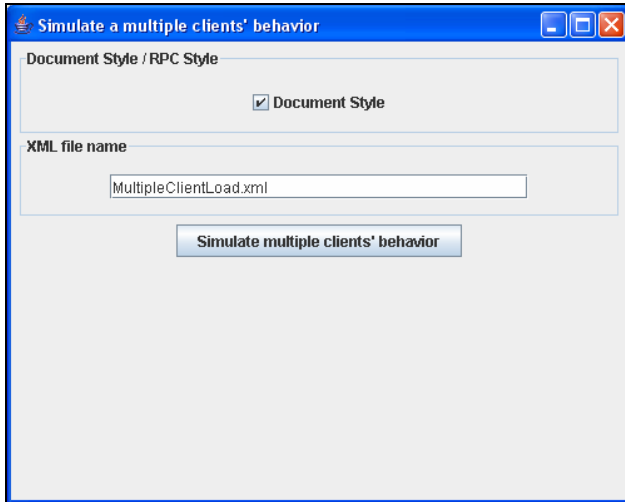 Simulate a multiple clients' behavior
Document Style / RPC Style
Document Style
XML file name
MultipleClientLoad.xml
Simulate multiple clients' behavior